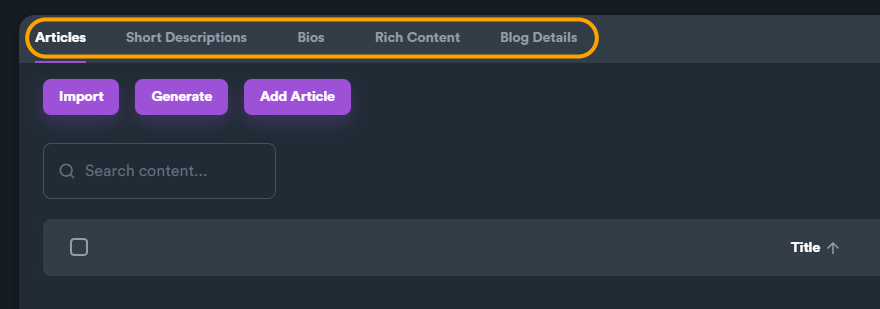 Articles Short Descriptions Bios Rich Content Blog Details
Import Generate Add Article
Search content...
Title